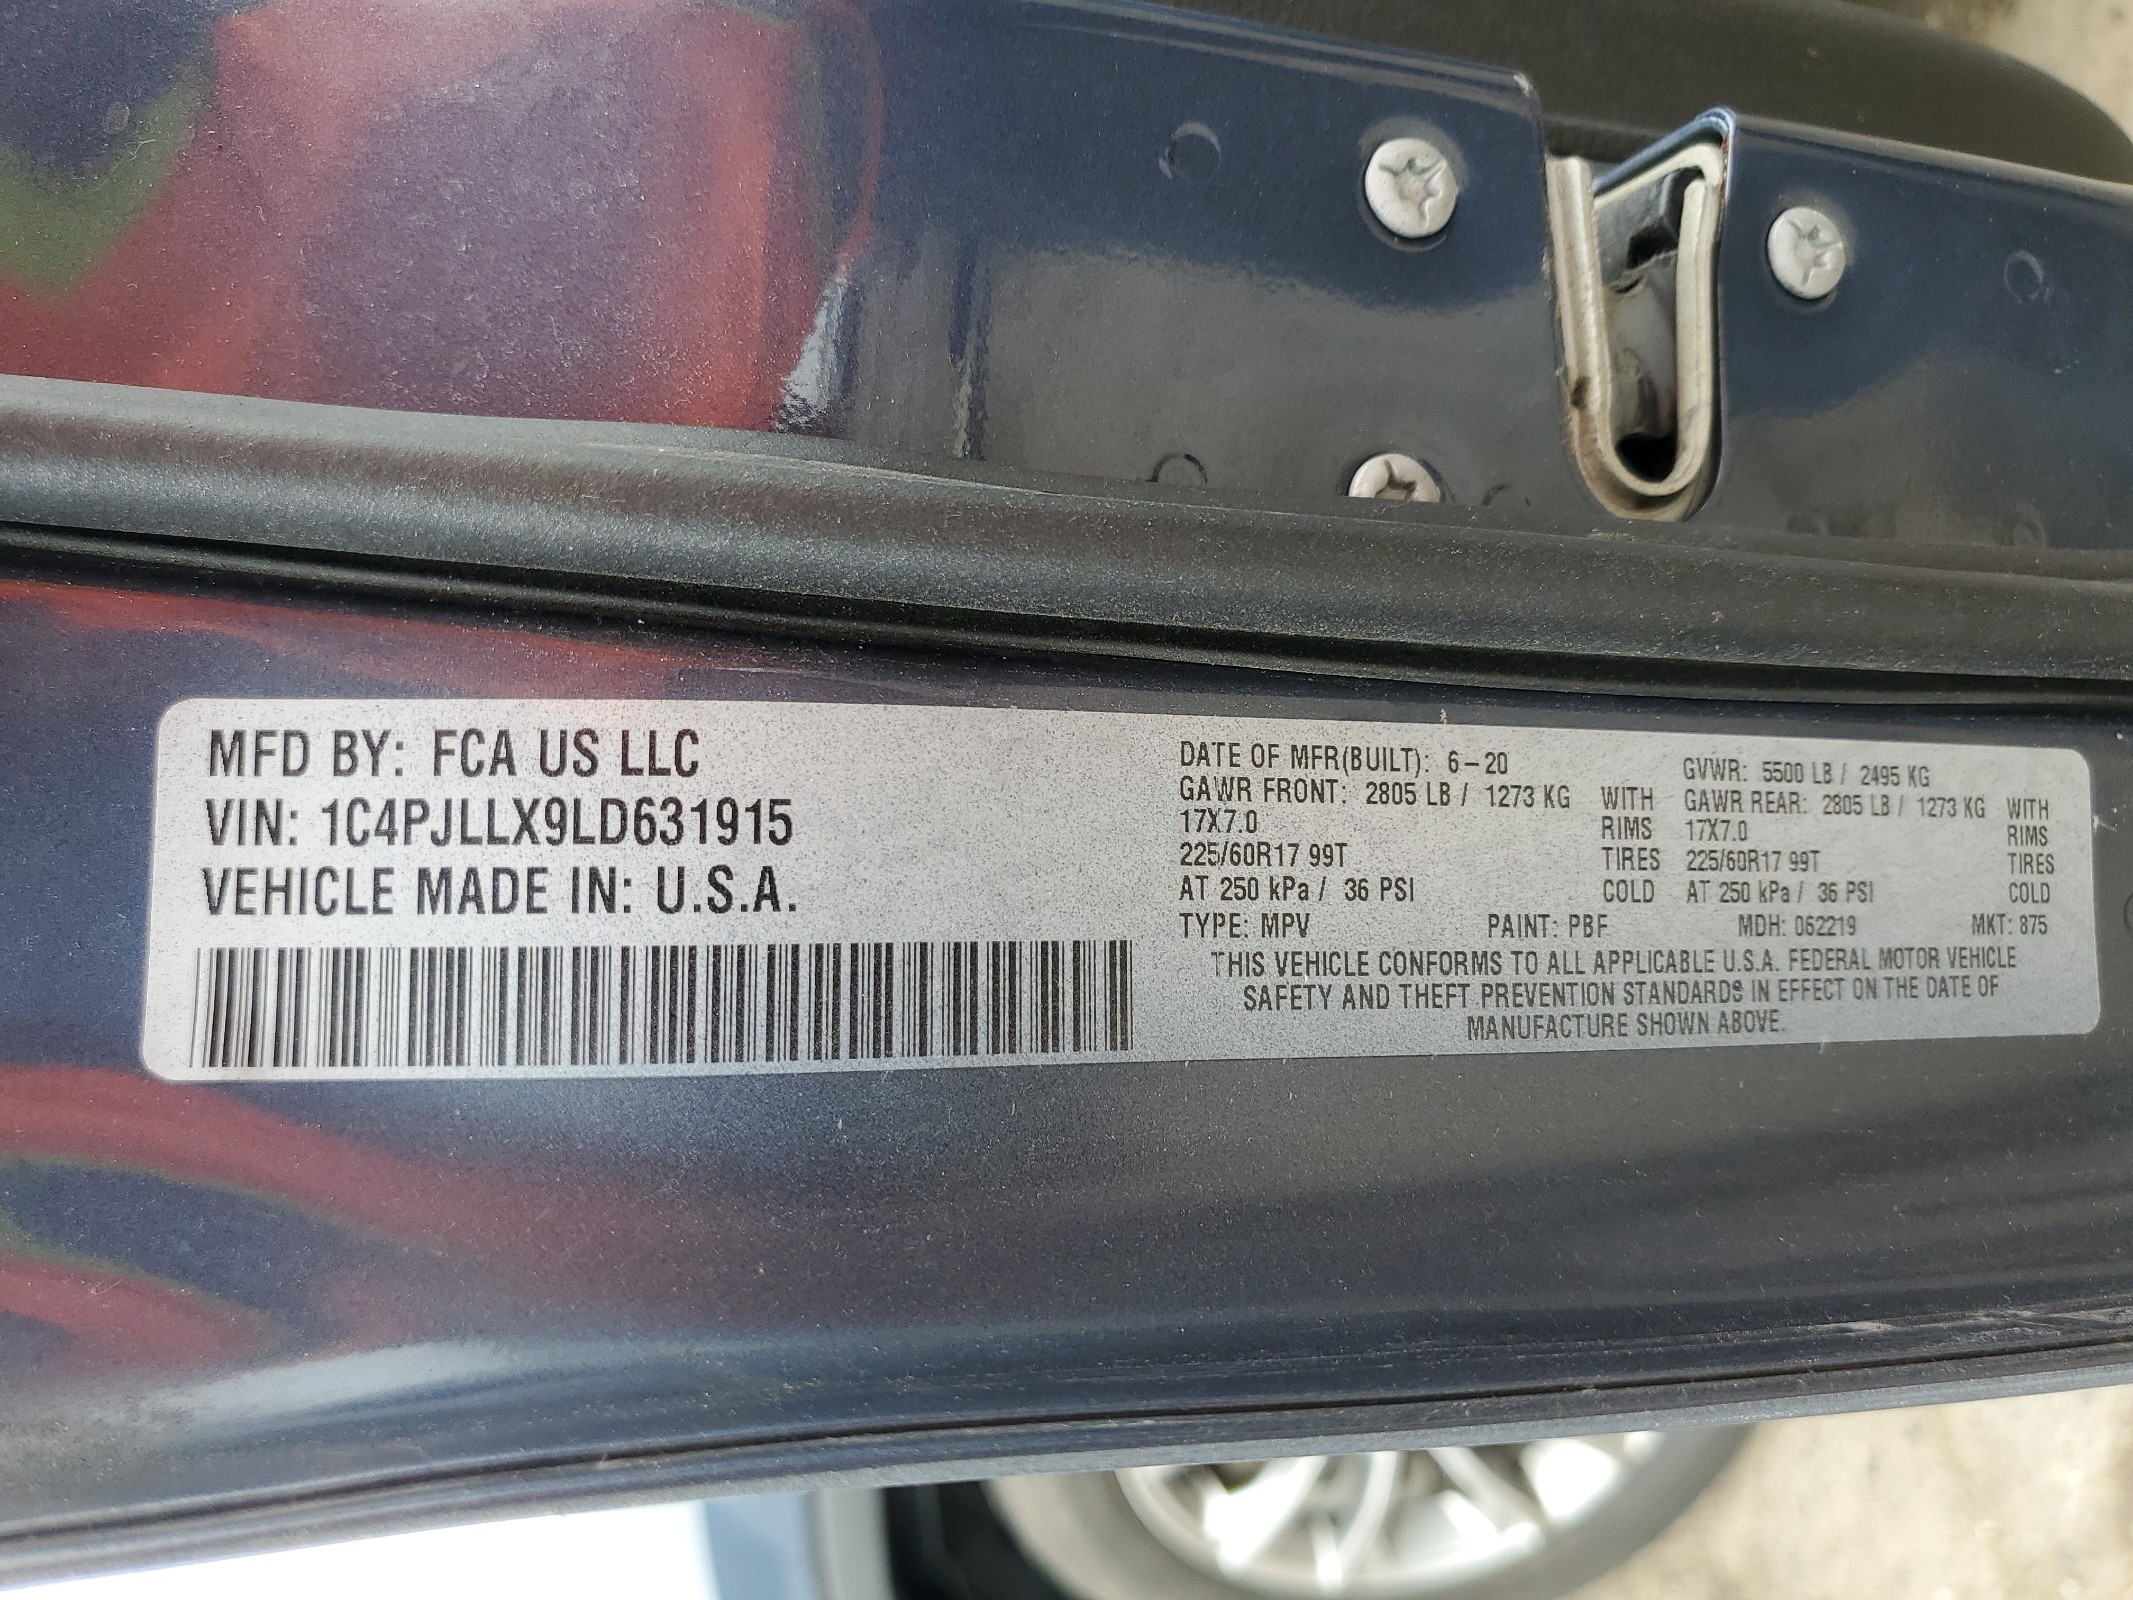 MFD BY: FCA US LLC
VIN: 1C4PJLLX9LD631915
VEHICLE MADE IN: U.S.A.
DATE OF MFR(BUILT): 6-20 GVWR: 5500 LB / 2495 KG
GAWR FRONT: 2805 LB / 1273 KG WITH GAWR REAR: 2805 LB / 1273 KG WITH
17X7.0 RIMS 17X7.0 RIMS
225/60R17 99T TIRES 225/60R17 99T TIRES
AT 250 kPa / 36 PSI COLD AT 250 kPa / 36 PSI COLD
TYPE: MPV PAINT: PBF MDH: 062219 MKT: 875
THIS VEHICLE CONFORMS TO ALL APPLICABLE U.S.A. FEDERAL MOTOR VEHICLE
SAFETY AND THEFT PREVENTION STANDARDS IN EFFECT ON THE DATE OF
MANUFACTURE SHOWN ABOVE.